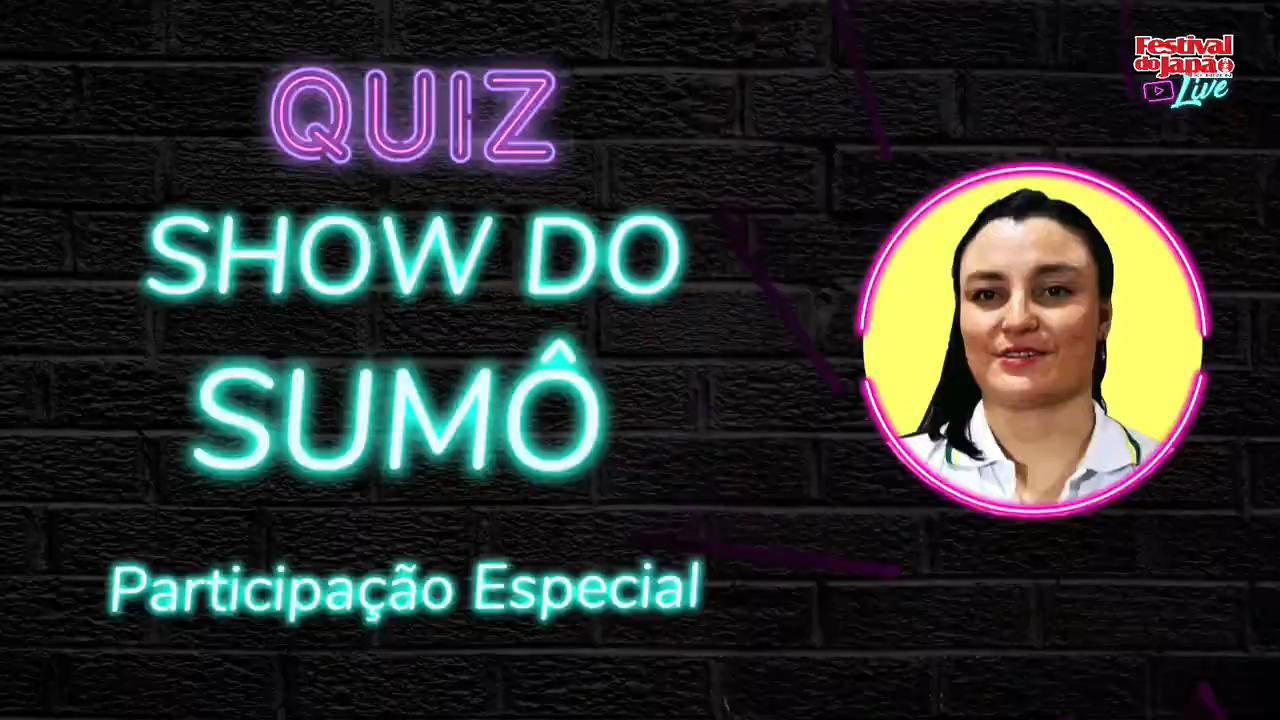 QUIZ
SHOW DO
SUMÔ
Participação Especial
Festival
do Japão
Live